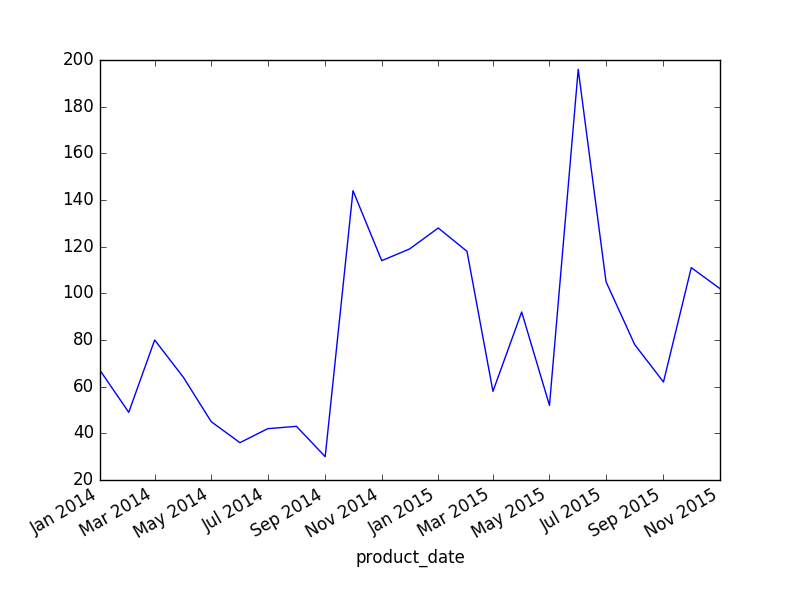 200
180
160
140
120
100
80
60
40
20
Jan 2014
Mar 2014
May 2014
Jul 2014
Sep 2014
Nov 2014
Jan 2015
Mar 2015
May 2015
Jul 2015
Sep 2015
Nov 2015
product_date